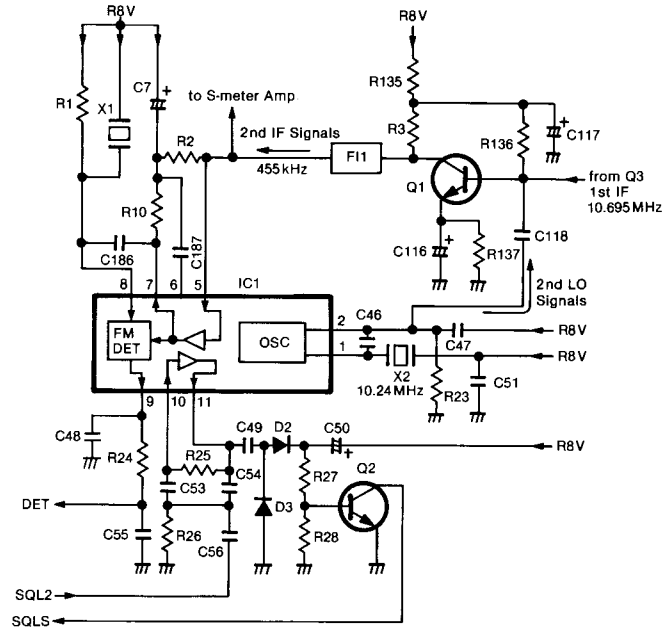 R8V
R8V
C7
+
R1
X1
to S-meter Amp.
R135
R2
2nd IF Signals
R3
R136
+
C117
455kHz
FI1
Q1
from Q3
1st IF
10.695MHz
R10
C187
C118
C186
C116
+
R137
2nd LO
Signals
8
7
6
5
IC1
FM
DET
OSC
2
1
C46
C47
R8V
X2
10.24MHz
R8V
R23
C51
9
10
11
C48
R24
R25
C49
D2
C50
+
R8V
C53
C54
R27
Q2
DET
C55
R26
C56
D3
R28
SQL2
SQLS